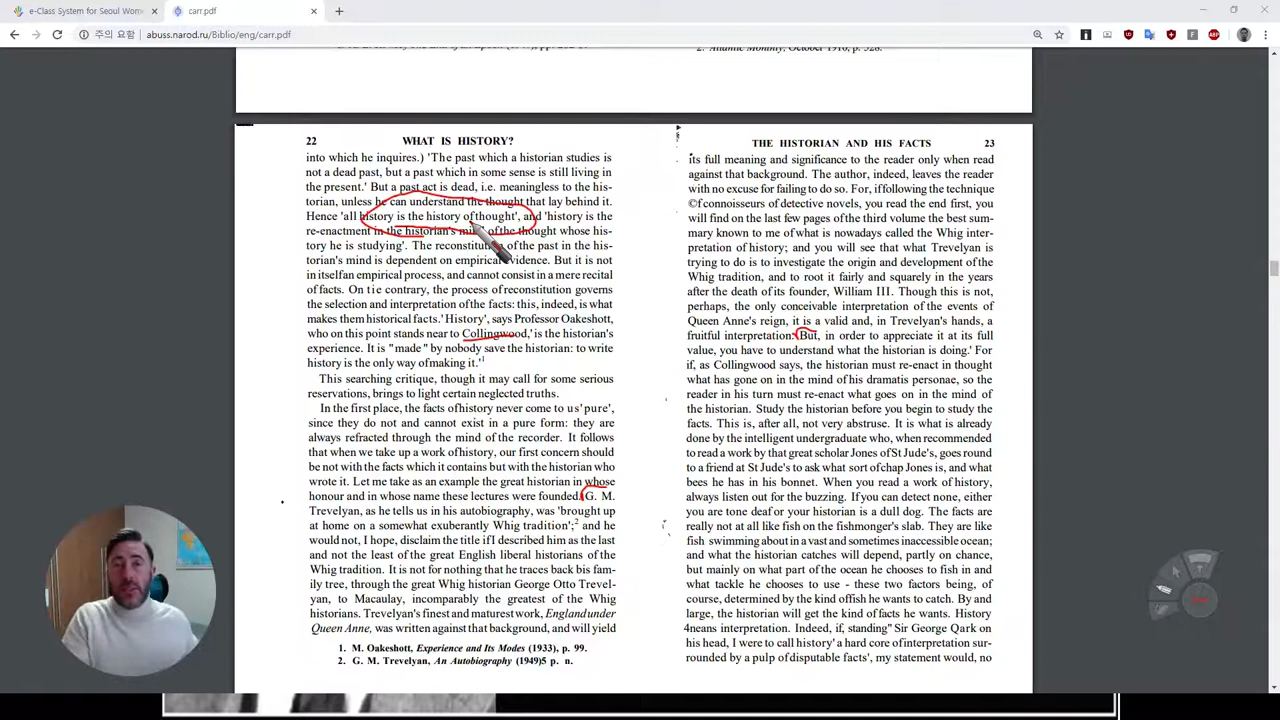 e-Class System for Seoul Wome
carr.pdf
주의 요함
abuss.narod.ru/Biblio/eng/carr.pdf
2. Atlantic Monthly, October 1910, p. 528.
22 WHAT IS HISTORY?
into which he inquires.) 'The past which a historian studies is
not a dead past, but a past which in some sense is still living in
the present.' But a past act is dead, i.e. meaningless to the his-
torian, unless he can understand the thought that lay behind it.
Hence 'all history is the history of thought', and 'history is the
re-enactment in the historian's mind of the thought whose his-
tory he is studying'. The reconstitution of the past in the his-
torian's mind is dependent on empirical evidence. But it is not
in itselfan empirical process, and cannot consist in a mere recital
of facts. On tie contrary, the process of reconstitution governs
the selection and interpretation of the facts: this, indeed, is what
makes them historical facts.' History', says Professor Oakeshott,
who on this point stands near to Collingwood,' is the historian's
experience. It is "made" by nobody save the historian: to write
history is the only way of making it.'1
This searching critique, though it may call for some serious
reservations, brings to light certain neglected truths.
In the first place, the facts of history never come to us'pure',
since they do not and cannot exist in a pure form: they are
always refracted through the mind of the recorder. It follows
that when we take up a work of history, our first concern should
be not with the facts which it contains but with the historian who
wrote it. Let me take as an example the great historian in whose
honour and in whose name these lectures were founded. G. M.
Trevelyan, as he tells us in his autobiography, was 'brought up
at home on a somewhat exuberantly Whig tradition';2 and he
would not, I hope, disclaim the title if I described him as the last
and not the least of the great English liberal historians of the
Whig tradition. It is not for nothing that he traces back bis fam-
ily tree, through the great Whig historian George Otto Trevel-
yan, to Macaulay, incomparably the greatest of the Whig
historians. Trevelyan's finest and maturest work, England under
Queen Anne, was written against that background, and will yield
1. M. Oakeshott, Experience and Its Modes (1933), p. 99.
2. G. M. Trevelyan, An Autobiography (1949)5 p. n.
THE HISTORIAN AND HIS FACTS 23
its full meaning and significance to the reader only when read
against that background. The author, indeed, leaves the reader
with no excuse for failing to do so. For, if following the technique
©f connoisseurs of detective novels, you read the end first, you
will find on the last few pages of the third volume the best sum-
mary known to me of what is nowadays called the Whig inter-
pretation of history; and you will see that what Trevelyan is
trying to do is to investigate the origin and development of the
Whig tradition, and to root it fairly and squarely in the years
after the death of its founder, William III. Though this is not,
perhaps, the only conceivable interpretation of the events of
Queen Anne's reign, it is a valid and, in Trevelyan's hands, a
fruitful interpretation. But, in order to appreciate it at its full
value, you have to understand what the historian is doing.' For
if, as Collingwood says, the historian must re-enact in thought
what has gone on in the mind of his dramatis personae, so the
reader in his turn must re-enact what goes on in the mind of
the historian. Study the historian before you begin to study the
facts. This is, after all, not very abstruse. It is what is already
done by the intelligent undergraduate who, when recommended
to read a work by that great scholar Jones of St Jude's, goes round
to a friend at St Jude's to ask what sort of chap Jones is, and what
bees he has in his bonnet. When you read a work of history,
always listen out for the buzzing. If you can detect none, either
you are tone deaf or your historian is a dull dog. The facts are
really not at all like fish on the fishmonger's slab. They are like
fish swimming about in a vast and sometimes inaccessible ocean;
and what the historian catches will depend, partly on chance,
but mainly on what part of the ocean he chooses to fish in and
what tackle he chooses to use - these two factors being, of
course, determined by the kind offish he wants to catch. By and
large, the historian will get the kind of facts he wants. History
4neans interpretation. Indeed, if, standing" Sir George Qark on
his head, I were to call history' a hard core of interpretation sur-
rounded by a pulp of disputable facts', my statement would, no